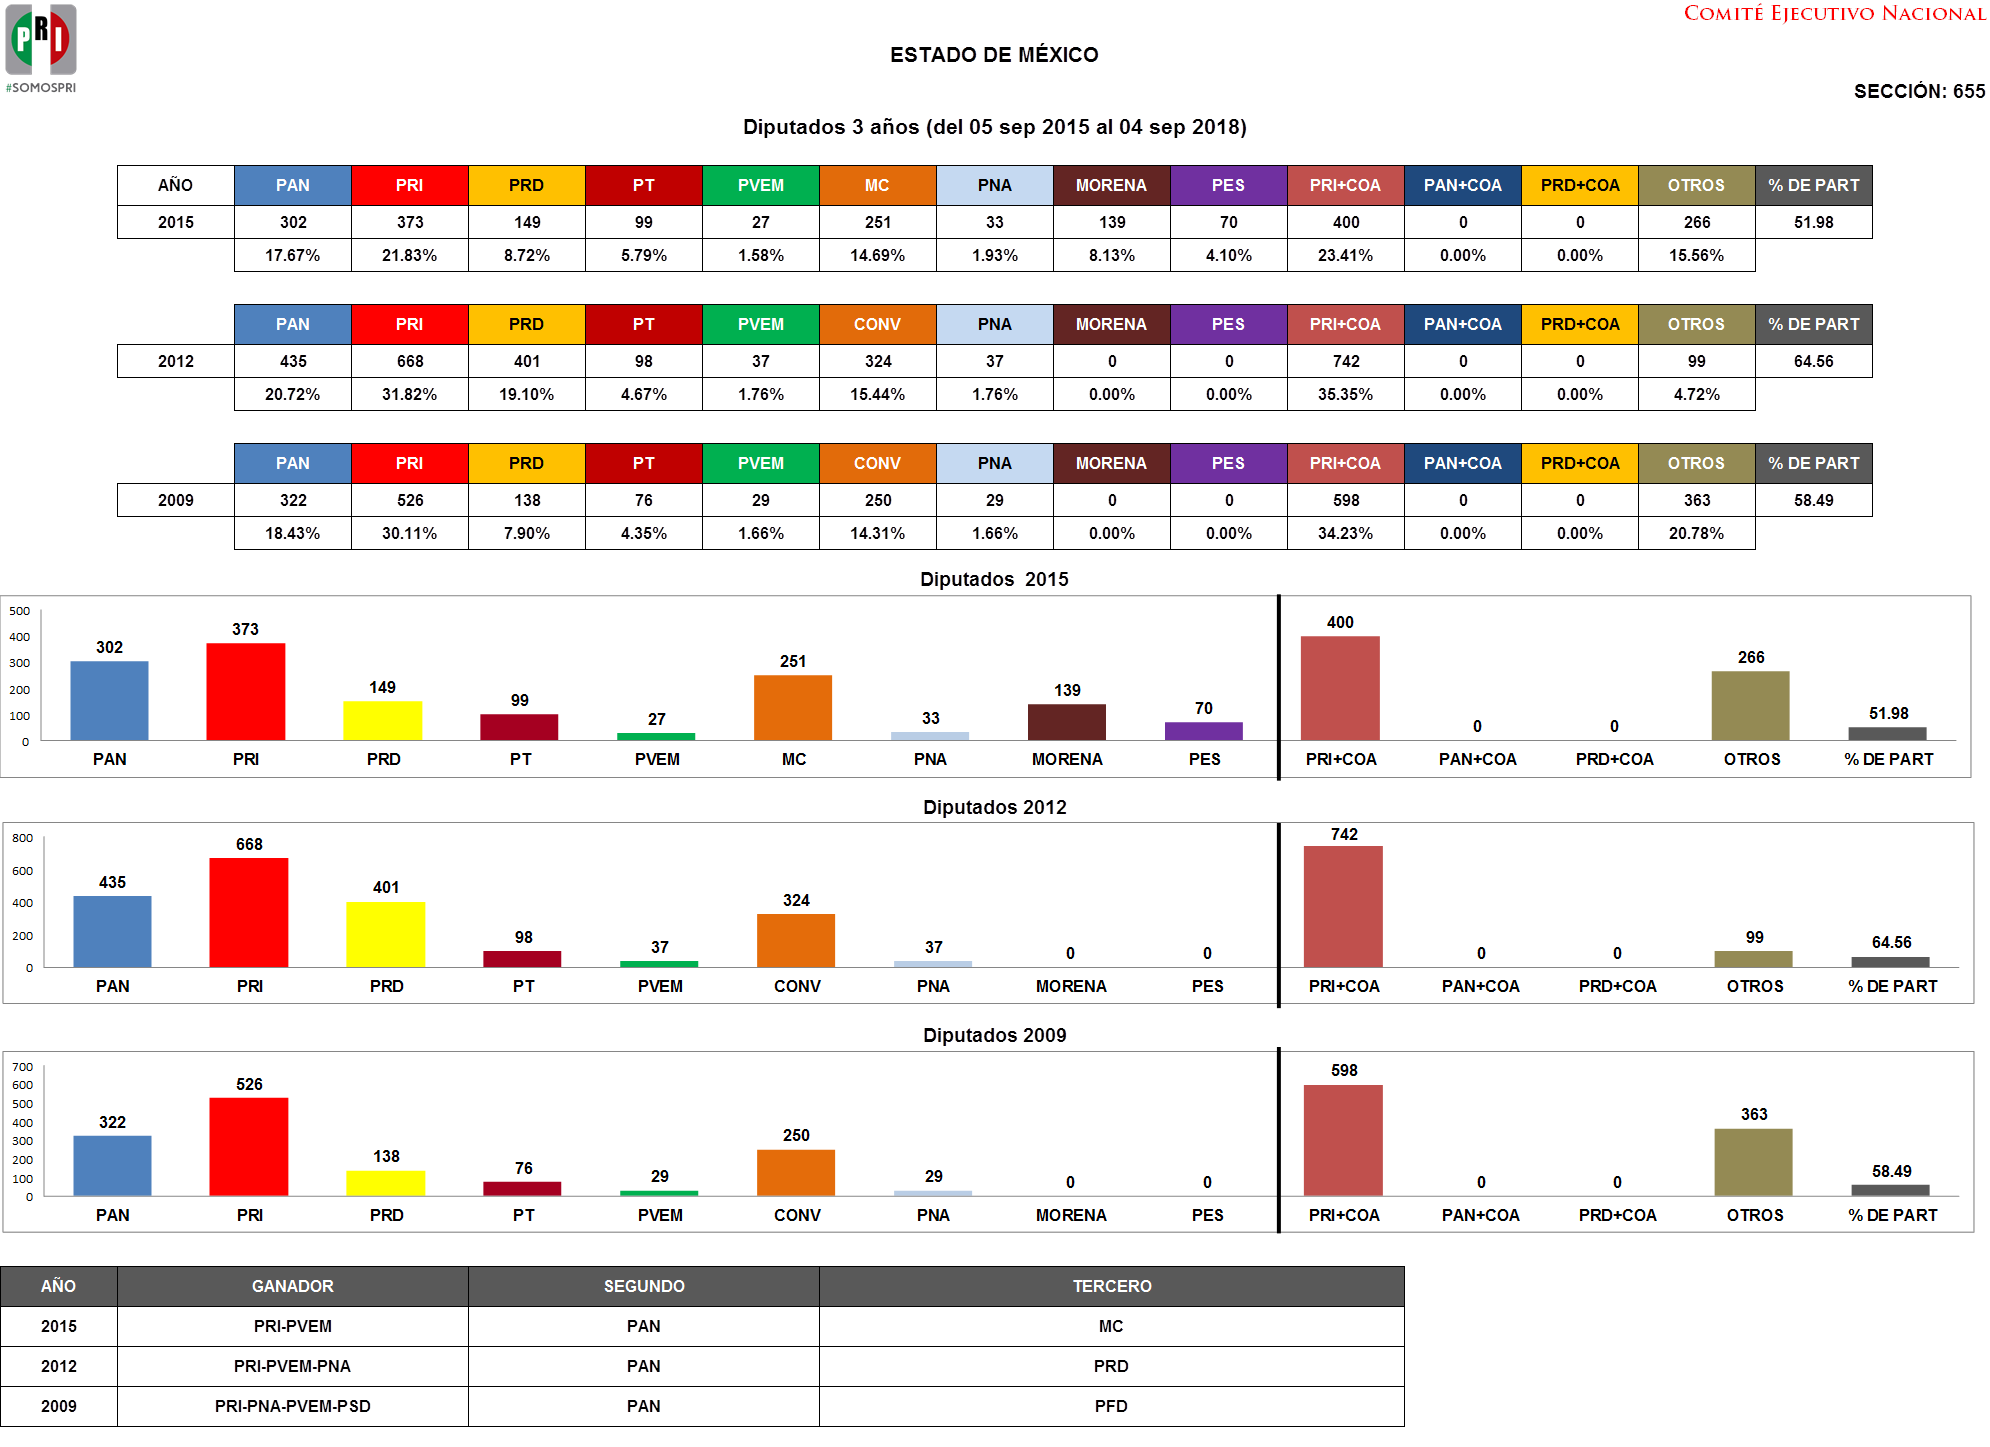 PRI
#SOMOSPRI
COMITÉ EJECUTIVO NACIONAL
ESTADO DE MÉXICO
SECCIÓN: 655
Diputados 3 años (del 05 sep 2015 al 04 sep 2018)
AÑO PAN PRI PRD PT PVEM MC PNA MORENA PES PRI+COA PAN+COA PRD+COA OTROS % DE PART
2015 302 373 149 99 27 251 33 139 70 400 0 0 266 51.98
17.67% 21.83% 8.72% 5.79% 1.58% 14.69% 1.93% 8.13% 4.10% 23.41% 0.00% 0.00% 15.56%
PAN PRI PRD PT PVEM CONV PNA MORENA PES PRI+COA PAN+COA PRD+COA OTROS % DE PART
2012 435 668 401 98 37 324 37 0 0 742 0 0 99 64.56
20.72% 31.82% 19.10% 4.67% 1.76% 15.44% 1.76% 0.00% 0.00% 35.35% 0.00% 0.00% 4.72%
PAN PRI PRD PT PVEM CONV PNA MORENA PES PRI+COA PAN+COA PRD+COA OTROS % DE PART
2009 322 526 138 76 29 250 29 0 0 598 0 0 363 58.49
18.43% 30.11% 7.90% 4.35% 1.66% 14.31% 1.66% 0.00% 0.00% 34.23% 0.00% 0.00% 20.78%
Diputados 2015
500
400
300
200
100
0
302 373 149 99 27 251 33 139 70 400 0 0 266 51.98
PAN PRI PRD PT PVEM MC PNA MORENA PES PRI+COA PAN+COA PRD+COA OTROS % DE PART
Diputados 2012
800
600
400
200
0
435 668 401 98 37 324 37 0 0 742 0 0 99 64.56
PAN PRI PRD PT PVEM CONV PNA MORENA PES PRI+COA PAN+COA PRD+COA OTROS % DE PART
Diputados 2009
700
600
500
400
300
200
100
0
322 526 138 76 29 250 29 0 0 598 0 0 363 58.49
PAN PRI PRD PT PVEM CONV PNA MORENA PES PRI+COA PAN+COA PRD+COA OTROS % DE PART
AÑO GANADOR SEGUNDO TERCERO
2015 PRI-PVEM PAN MC
2012 PRI-PVEM-PNA PAN PRD
2009 PRI-PNA-PVEM-PSD PAN PFD